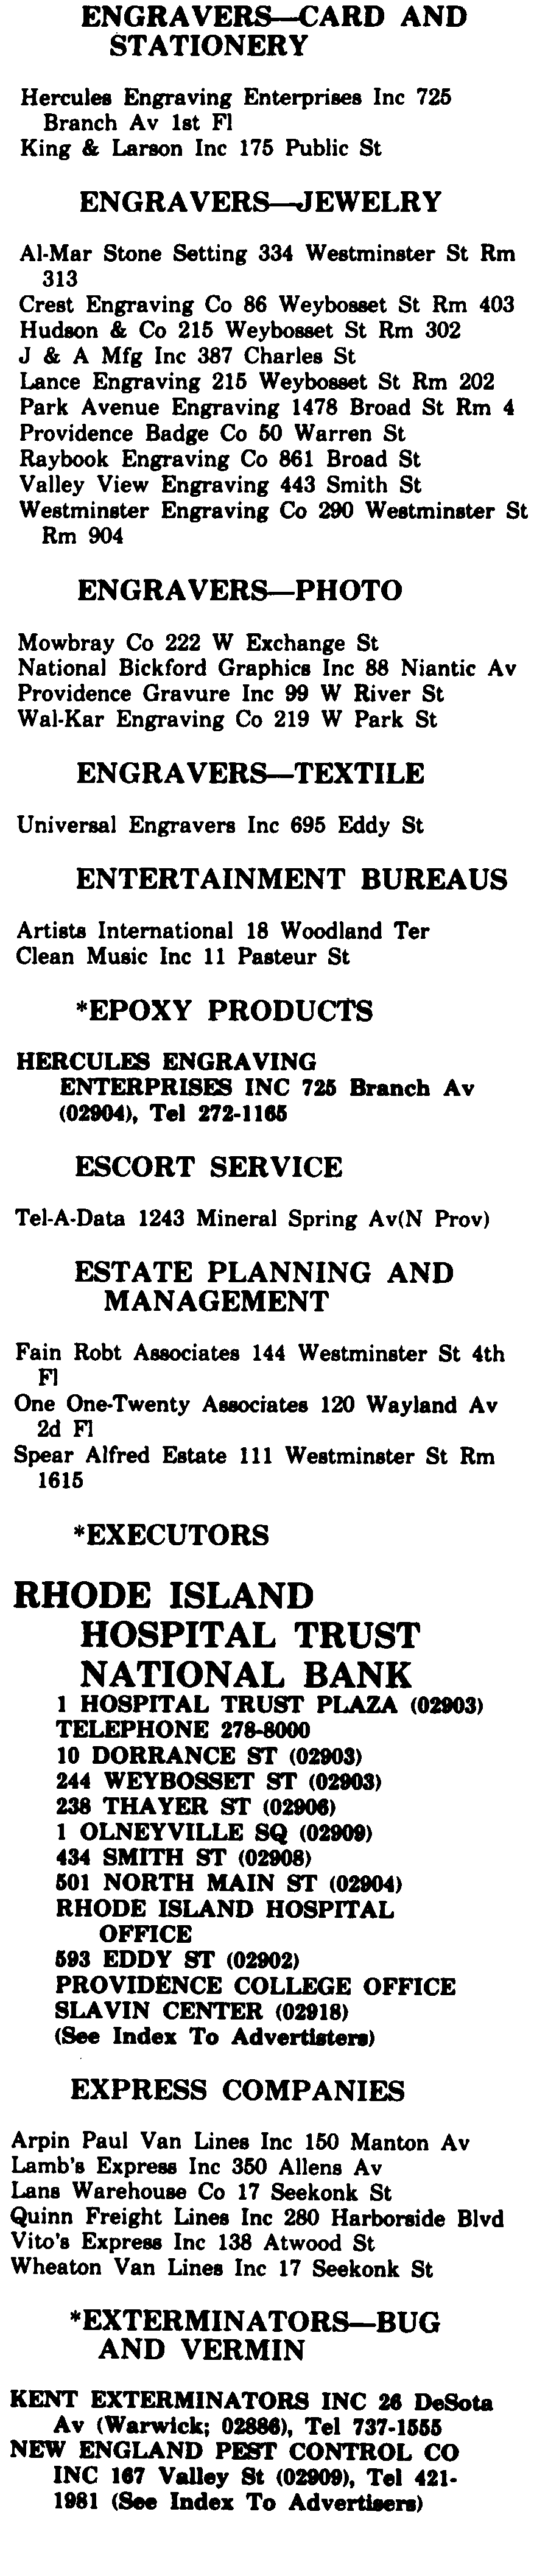 ENGRAVERS—CARD AND
STATIONERY
Hercules Engraving Enterprises Inc 725
Branch Av 1st Fl
King & Larson Inc 175 Public St
ENGRAVERS—JEWELRY
Al-Mar Stone Setting 334 Westminster St Rm
313
Crest Engraving Co 86 Weybosset St Rm 403
Hudson & Co 215 Weybosset St Rm 302
J & A Mfg Inc 387 Charles St
Lance Engraving 215 Weybosset St Rm 202
Park Avenue Engraving 1478 Broad St Rm 4
Providence Badge Co 50 Warren St
Raybook Engraving Co 861 Broad St
Valley View Engraving 443 Smith St
Westminster Engraving Co 290 Westminster St
Rm 904
ENGRAVERS—PHOTO
Mowbray Co 222 W Exchange St
National Bickford Graphics Inc 88 Niantic Av
Providence Gravure Inc 99 W River St
Wal-Kar Engraving Co 219 W Park St
ENGRAVERS—TEXTILE
Universal Engravers Inc 695 Eddy St
ENTERTAINMENT BUREAUS
Artists International 18 Woodland Ter
Clean Music Inc 11 Pasteur St
*EPOXY PRODUCTS
HERCULES ENGRAVING
ENTERPRISES INC 725 Branch Av
(02904), Tel 272-1165
ESCORT SERVICE
Tel-A-Data 1243 Mineral Spring Av(N Prov)
ESTATE PLANNING AND
MANAGEMENT
Fain Robt Associates 144 Westminster St 4th
Fl
One One-Twenty Associates 120 Wayland Av
2d Fl
Spear Alfred Estate 111 Westminster St Rm
1615
*EXECUTORS
RHODE ISLAND
HOSPITAL TRUST
NATIONAL BANK
1 HOSPITAL TRUST PLAZA (02903)
TELEPHONE 278-8000
10 DORRANCE ST (02903)
244 WEYBOSSET ST (02903)
238 THAYER ST (02906)
1 OLNEYVILLE SQ (02909)
434 SMITH ST (02908)
501 NORTH MAIN ST (02904)
RHODE ISLAND HOSPITAL
OFFICE
593 EDDY ST (02902)
PROVIDENCE COLLEGE OFFICE
SLAVIN CENTER (02918)
(See Index To Advertisters)
EXPRESS COMPANIES
Arpin Paul Van Lines Inc 150 Manton Av
Lamb's Express Inc 350 Allens Av
Lans Warehouse Co 17 Seekonk St
Quinn Freight Lines Inc 280 Harborside Blvd
Vito's Express Inc 138 Atwood St
Wheaton Van Lines Inc 17 Seekonk St
*EXTERMINATORS—BUG
AND VERMIN
KENT EXTERMINATORS INC 26 DeSota
Av (Warwick; 02886), Tel 737-1555
NEW ENGLAND PEST CONTROL CO
INC 167 Valley St (02909), Tel 421-
1981 (See Index To Advertisers)